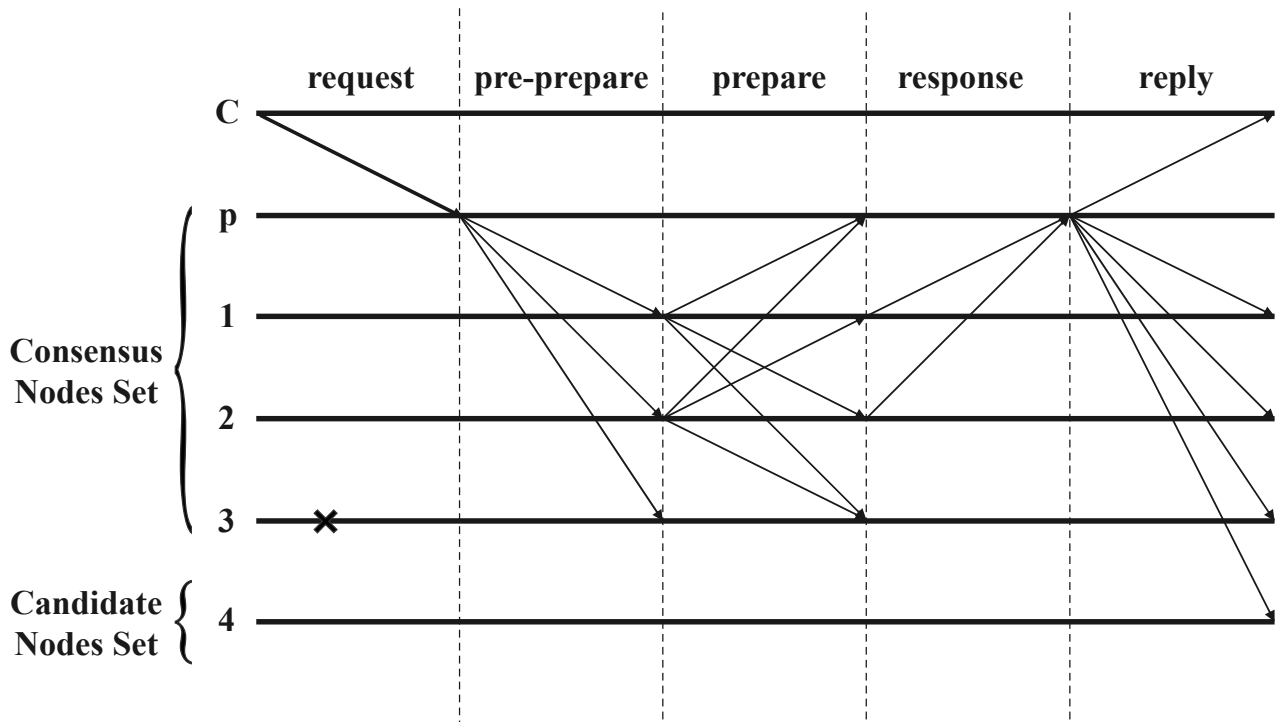 request pre-prepare prepare response reply
C
p
1
Consensus
Nodes Set
2
3
Candidate
Nodes Set
4